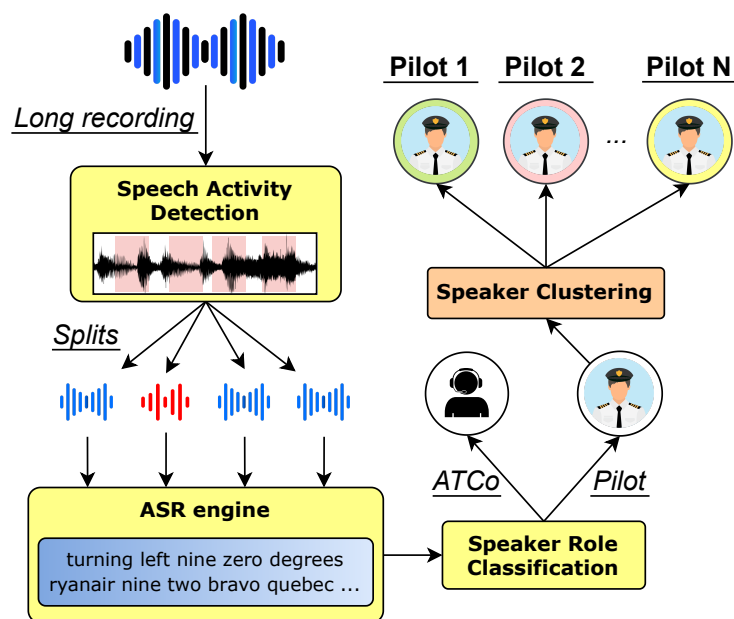 Long recording
Speech Activity
Detection
Splits
ASR engine
turning left nine zero degrees
ryanair nine two bravo quebec ...
Speaker Role
Classification
ATCo
Pilot
Speaker Clustering
Pilot 1
Pilot 2
...
Pilot N